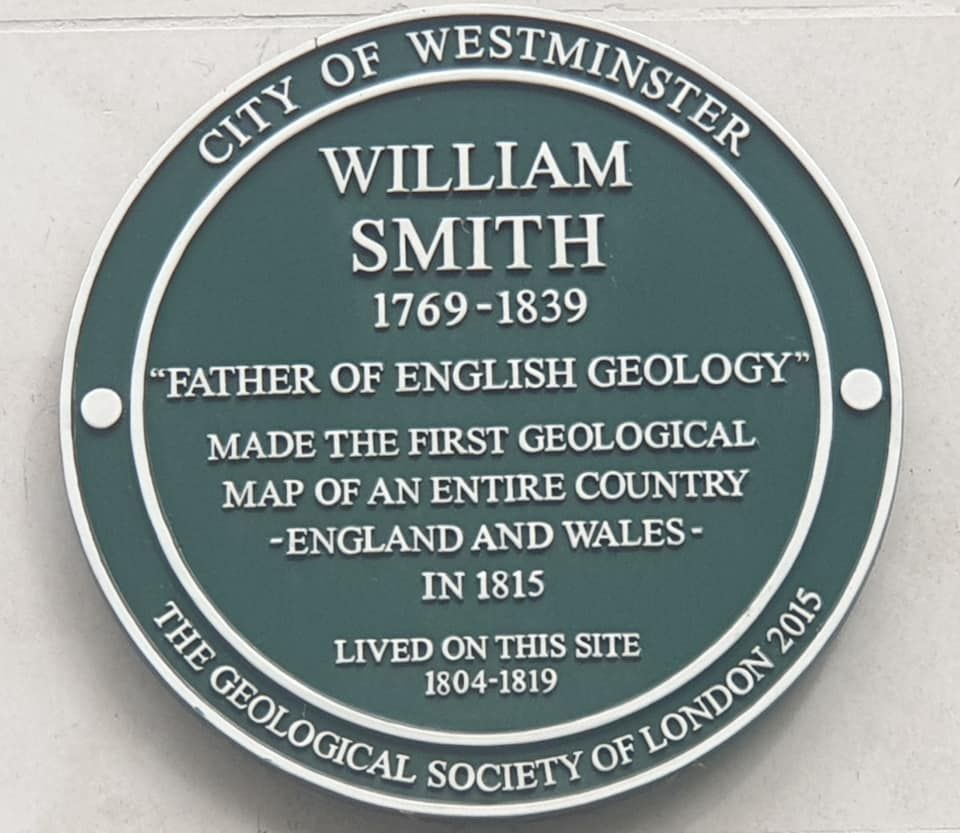 CITY OF WESTMINSTER
WILLIAM
SMITH
1769-1839
“FATHER OF ENGLISH GEOLOGY”
MADE THE FIRST GEOLOGICAL
MAP OF AN ENTIRE COUNTRY
-ENGLAND AND WALES-
IN 1815
LIVED ON THIS SITE
1804-1819
THE GEOLOGICAL SOCIETY OF LONDON 2015